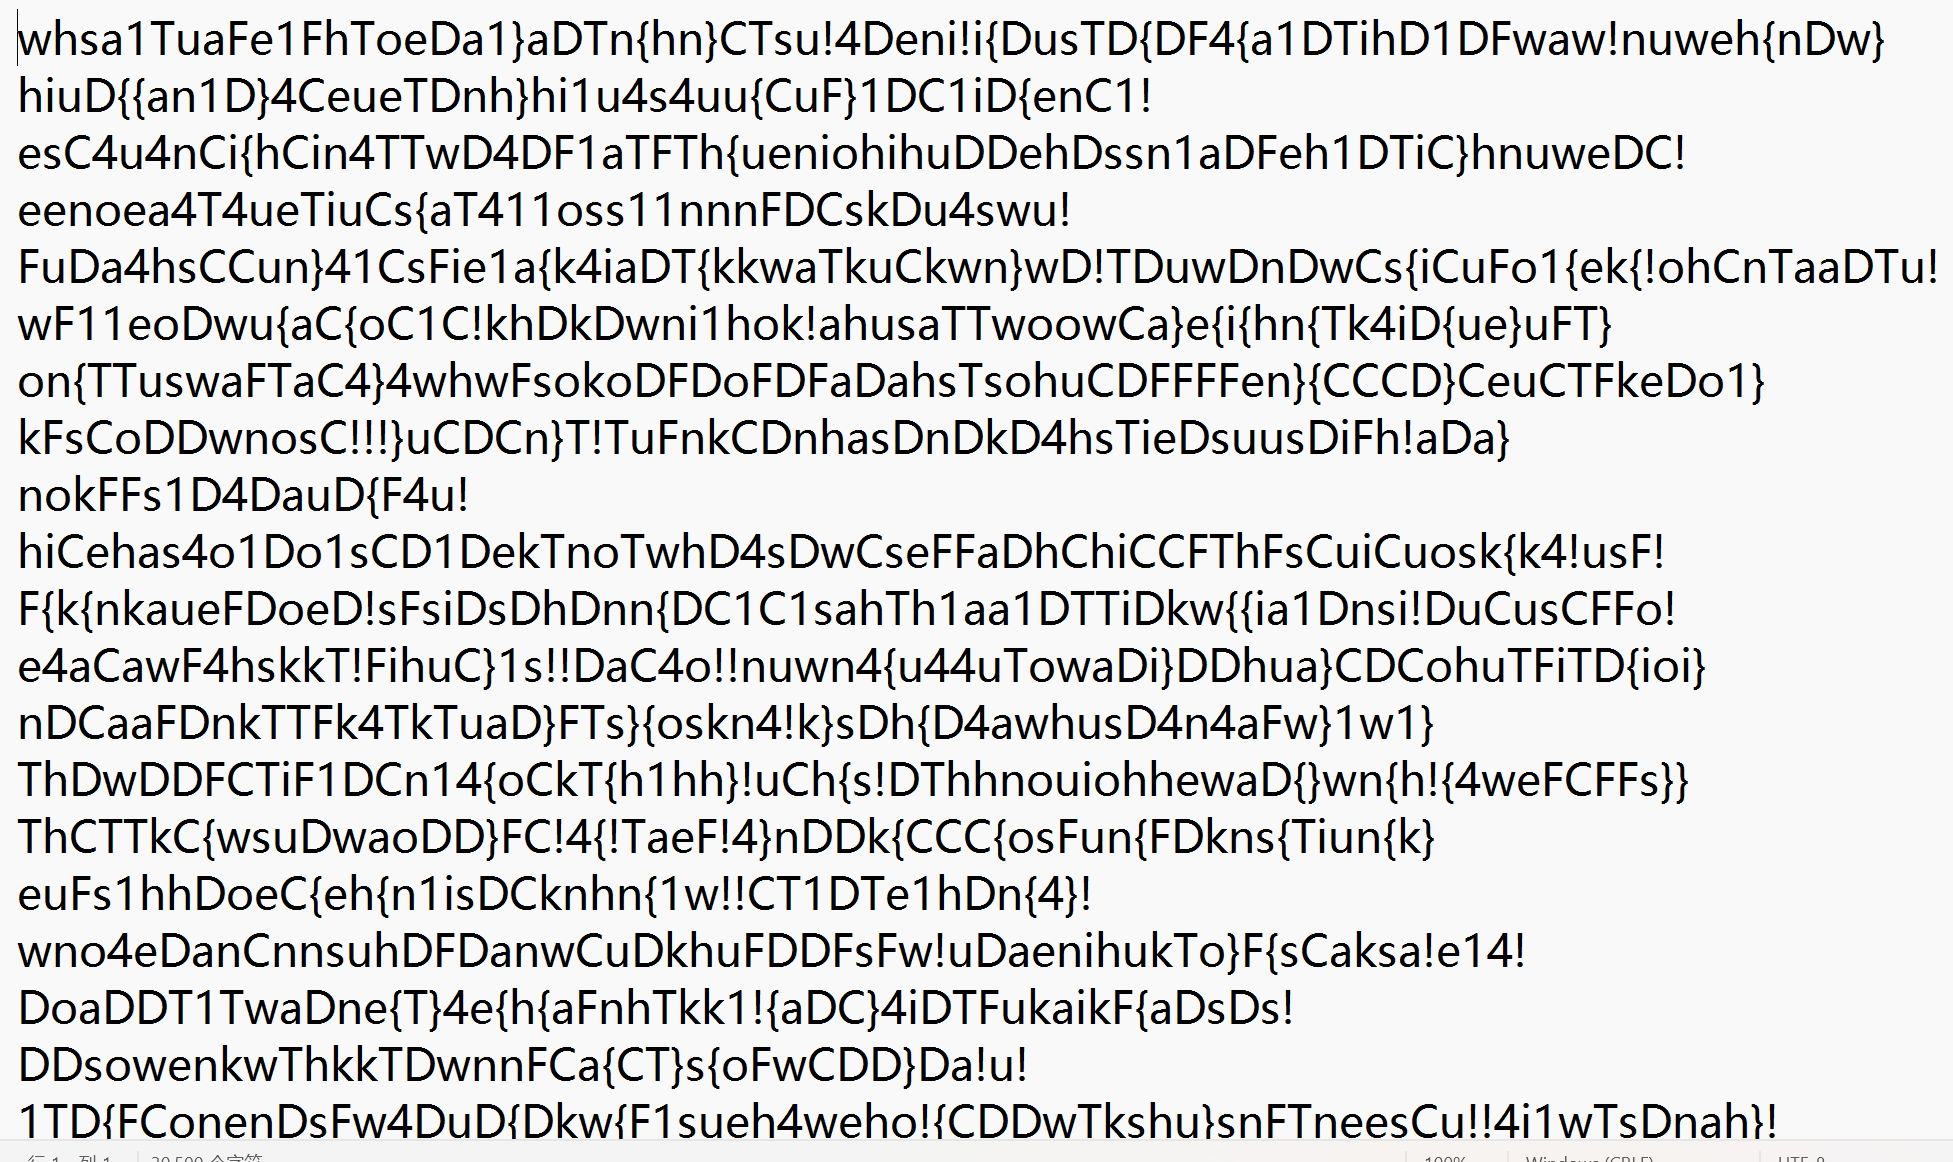 whsa1TuaFe1FhToeDa1}aDTn{hn}CTsu!4Deni!i{DusTD{DF4{a1DTihD1DFwaw!nuweh{nDw}
hiuD{{an1D}4CeueTDnh}hi1u4s4uu{CuF}1DC1iD{enC1!
esC4u4nCi{hCin4TTwD4DF1aTFTh{ueniohihuDDehDssn1aDFeh1DTiC}hnuweDC!
eenoea4T4ueTiuCs{aT411oss11nnnFDCskDu4swu!
FuDa4hsCCun}41CsFie1a{k4iaDT{kkwaTkuCkwn}wD!TDuwDnDwCs{iCuFo1{ek{!ohCnTaaDTu!
wF11eoDwu{aC{oC1C!khDkDwni1hok!ahusaTTwoowCa}e{i{hn{Tk4iD{ue}uFT}
on{TTuswaFTaC4}4whwFsokoDFDoFDFaDahsTsohuCDFFFFen}{CCCD}CeuCTFkeDo1}
kFsCoDDwnosC!!!}uCDCn}T!TuFnkCDnhasDnDkD4hsTieDsuusDiFh!aDa}
nokFFs1D4DauD{F4u!
hiCehas4o1Do1sCD1DekTnoTwhD4sDwCseFFaDhChiCCFThFsCuiCuosk{k4!usF!
F{k{nkaueFDoeD!sFsiDsDhDnn{DC1C1sahTh1aa1DTTiDkw{{ia1Dnsi!DuCusCFFo!
e4aCawF4hskkT!FihuC}1s!!DaC4o!!nuwn4{u44uTowaDi}DDhua}CDCohuTFiTD{ioi}
nDCaaFDnkTTFk4TkTuaD}FTs}{oskn4!k}sDh{D4awhusD4n4aFw}1w1}
ThDwDDFCTiF1DCn14{oCkT{h1hh}!uCh{s!DThhnouiohhewaD{}wn{h!{4weFCFFs}}
ThCTTkC{wsuDwaoDD}FC!4{!TaeF!4}nDDk{CCC{osFun{FDkns{Tiun{k}
euFs1hhDoeC{eh{n1isDCknhn{1w!!CT1DTe1hDn{4}!
wno4eDanCnnsuhDFDanwCuDkhuFDDFsFw!uDaenihukTo}F{sCaksa!e14!
DoaDDT1TwaDne{T}4e{h{aFnhTkk1!{aDC}4iDTFukaikF{aDsDs!
DDsowenkwThkkTDwnnFCa{CT}s{oFwCDD}Da!u!
1TD{FConenDsFw4DuD{Dkw{F1sueh4weho!{CDDwTkshu}snFTneesCu!!4i1wTsDnah}!